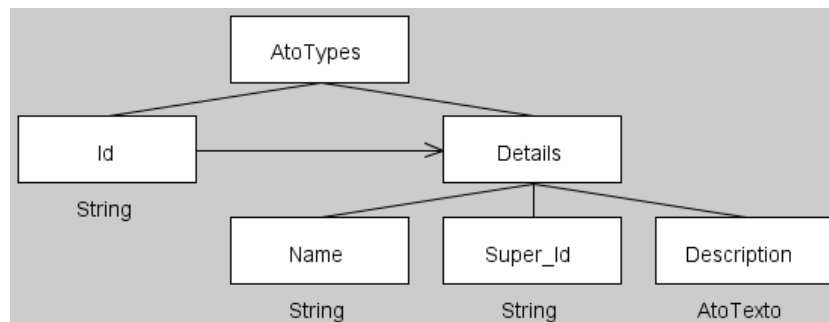 AtoTypes
Id
Details
String
Name
Super_Id
Description
String
String
AtoTexto